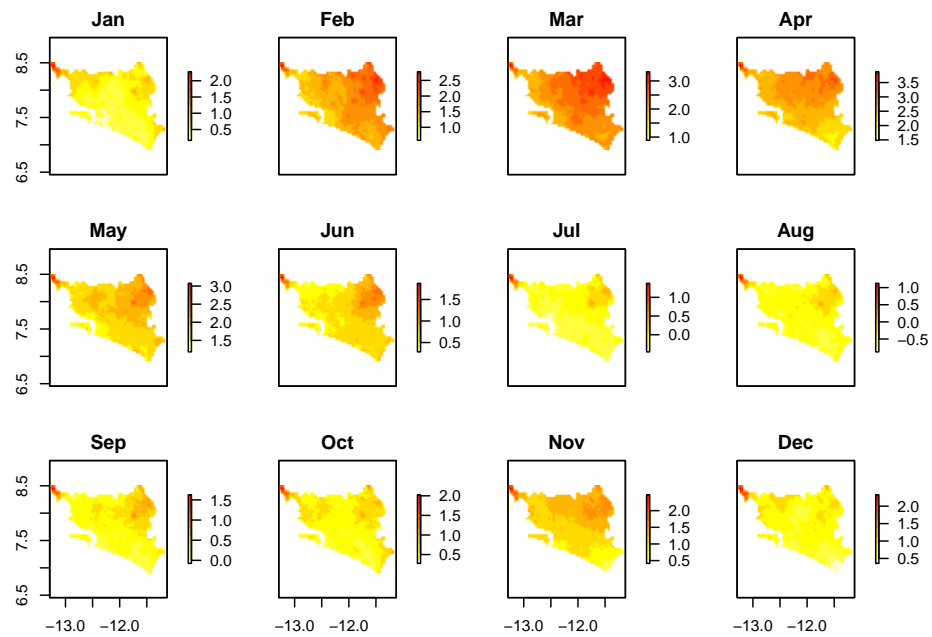 Jan Feb Mar Apr
8.5 7.5 6.5
2.0 1.5 1.0 0.5
2.5 2.0 1.5 1.0
3.0 2.0 1.0
3.5 3.0 2.5 2.0 1.5
May Jun Jul Aug
8.5 7.5 6.5
3.0 2.5 2.0 1.5
1.5 1.0 0.5
1.0 0.5 0.0
1.0 0.5 0.0 −0.5
Sep Oct Nov Dec
8.5 7.5 6.5
1.5 1.0 0.5 0.0
2.0 1.5 1.0 0.5
2.0 1.5 1.0 0.5
2.0 1.5 1.0 0.5
−13.0 −12.0 −13.0 −12.0 −13.0 −12.0 −13.0 −12.0